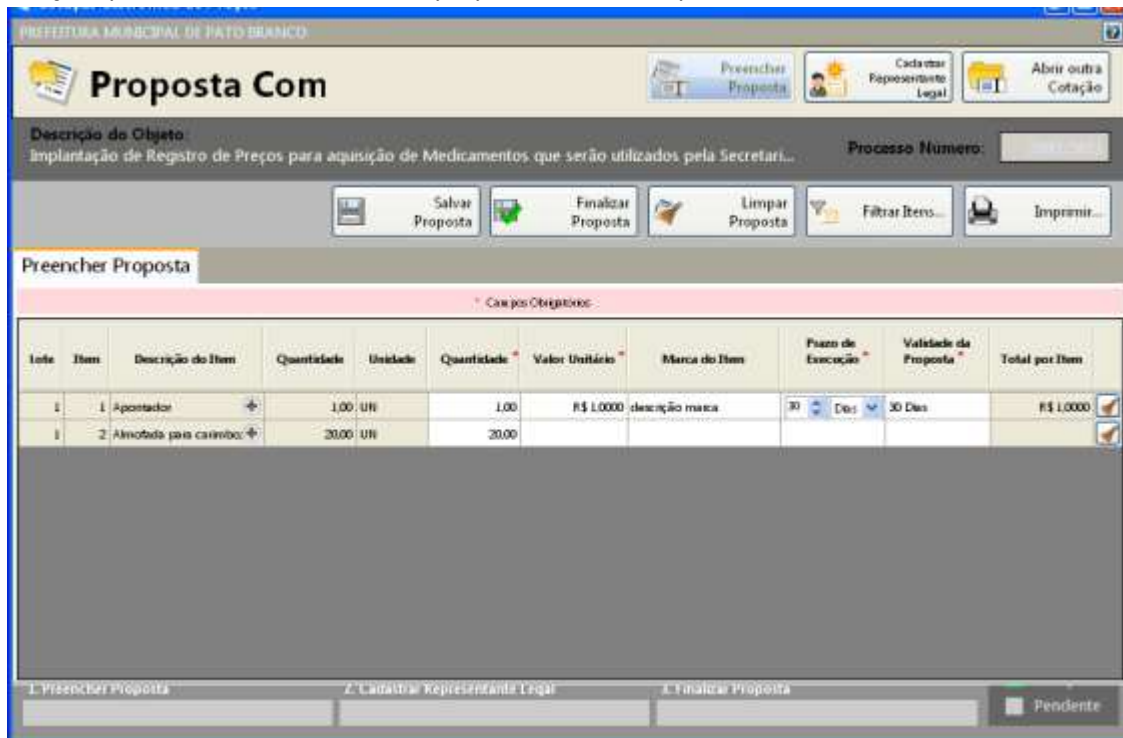 PREFEITURA MUNICIPAL DE PATO BRANCO
Proposta Com
Preencher
Proposta
Cadastrar
Representante
Legal
Abrir outra
Cotação
Descrição do Objeto:
Implantação de Registro de Preços para aquisição de Medicamentos que serão utilizados pela Secretari...
Processo Número:
Salvar
Proposta
Finalizar
Proposta
Limpar
Proposta
Filtrar Itens...
Imprimir...
Preencher Proposta
* Campos Obrigatórios
Lote Item Descrição do Item Quantidade Unidade Quantidade * Valor Unitário * Marca do Item Prazo de Execução * Validade da Proposta * Total por Item
1 1 Apontador + 1,00 UN 1,00 R$ 1,0000 descrição marca 30 Dias 30 Dias R$ 1,0000
1 2 Almofada para carimbo: + 20,00 UN 20,00
1. Preencher Proposta 2. Cadastrar Representante Legal 3. Finalizar Proposta
Pendente